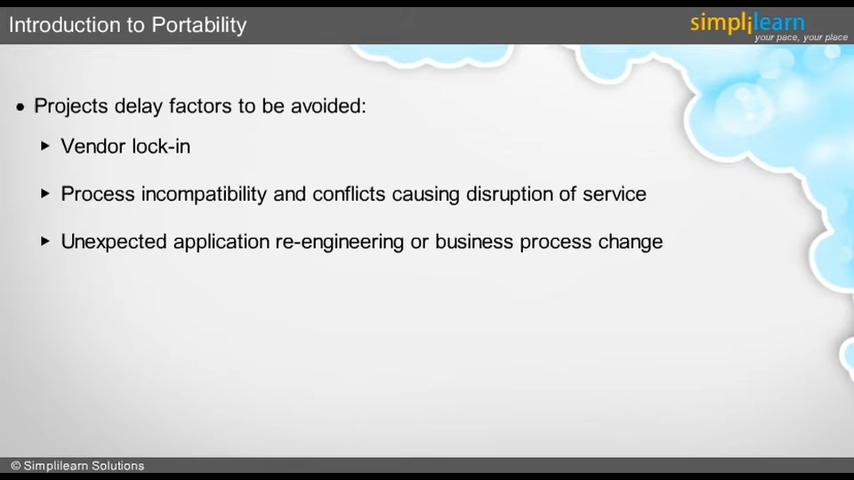 Introduction to Portability
simplilearn
your pace, your place
Projects delay factors to be avoided:
Vendor lock-in
Process incompatibility and conflicts causing disruption of service
Unexpected application re-engineering or business process change
© Simplilearn Solutions